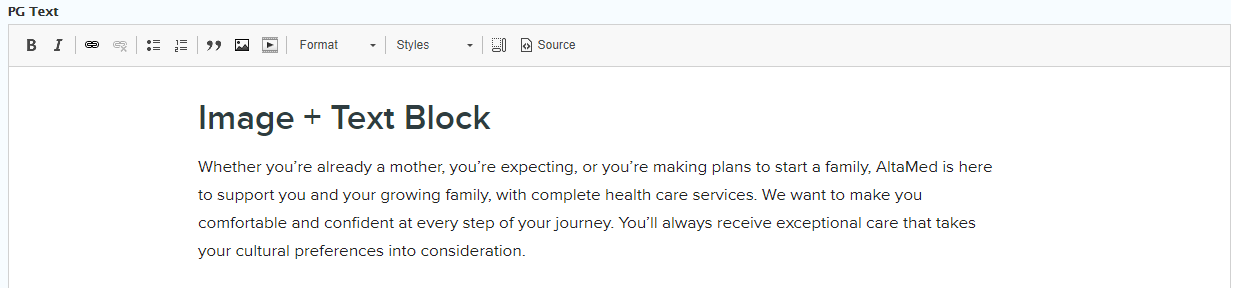 PG Text
B I Format Styles Source
Image + Text Block
Whether you’re already a mother, you’re expecting, or you’re making plans to start a family, AltaMed is here
to support you and your growing family, with complete health care services. We want to make you
comfortable and confident at every step of your journey. You’ll always receive exceptional care that takes
your cultural preferences into consideration.